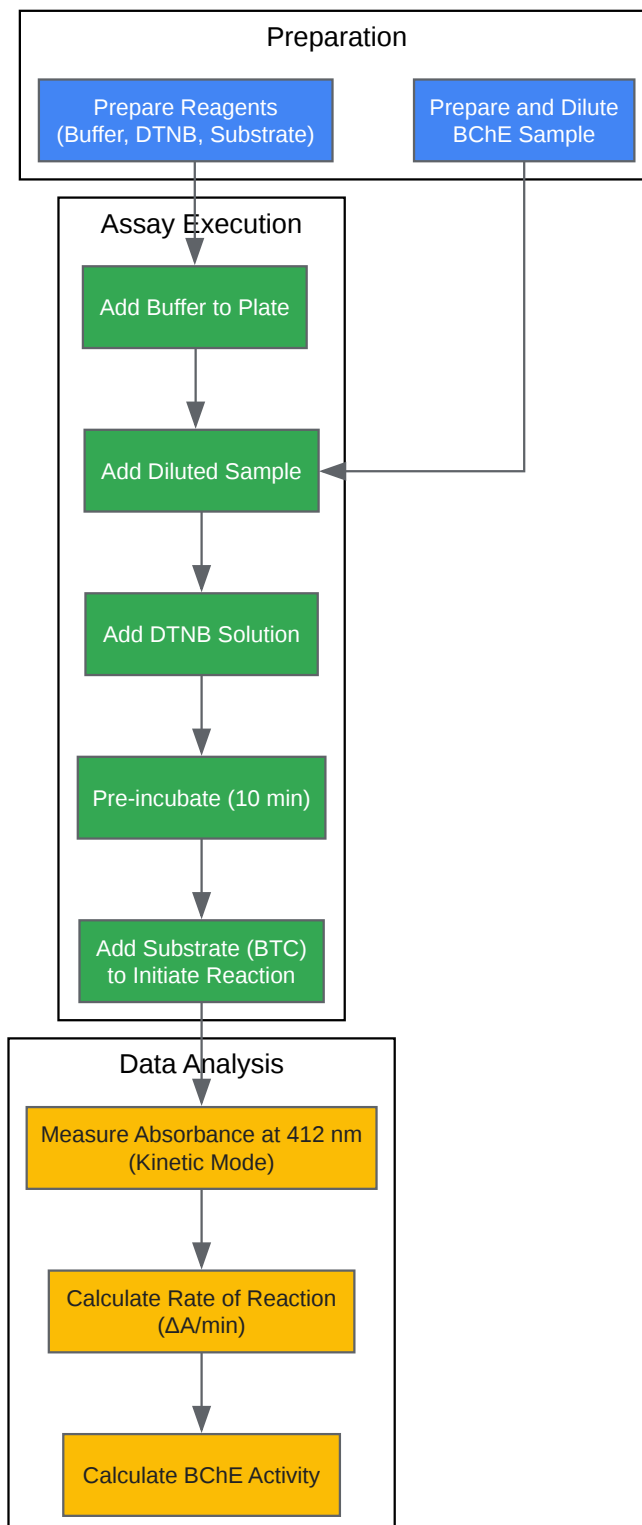 Preparation
Prepare Reagents
(Buffer, DTNB, Substrate)
Prepare and Dilute
BChE Sample
Assay Execution
Add Buffer to Plate
Add Diluted Sample
Add DTNB Solution
Pre-incubate (10 min)
Add Substrate (BTC)
to Initiate Reaction
Data Analysis
Measure Absorbance at 412 nm
(Kinetic Mode)
Calculate Rate of Reaction
(ΔA/min)
Calculate BChE Activity